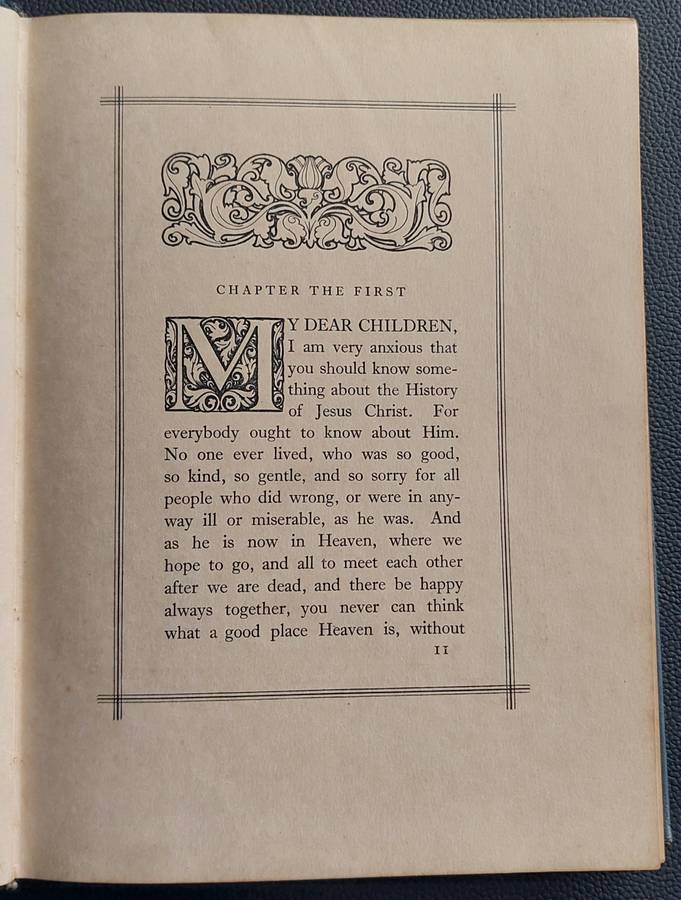 CHAPTER THE FIRST
MY DEAR CHILDREN,
I am very anxious that
you should know some-
thing about the History
of Jesus Christ. For
everybody ought to know about Him.
No one ever lived, who was so good,
so kind, so gentle, and so sorry for all
people who did wrong, or were in any-
way ill or miserable, as he was. And
as he is now in Heaven, where we
hope to go, and all to meet each other
after we are dead, and there be happy
always together, you never can think
what a good place Heaven is, without
11